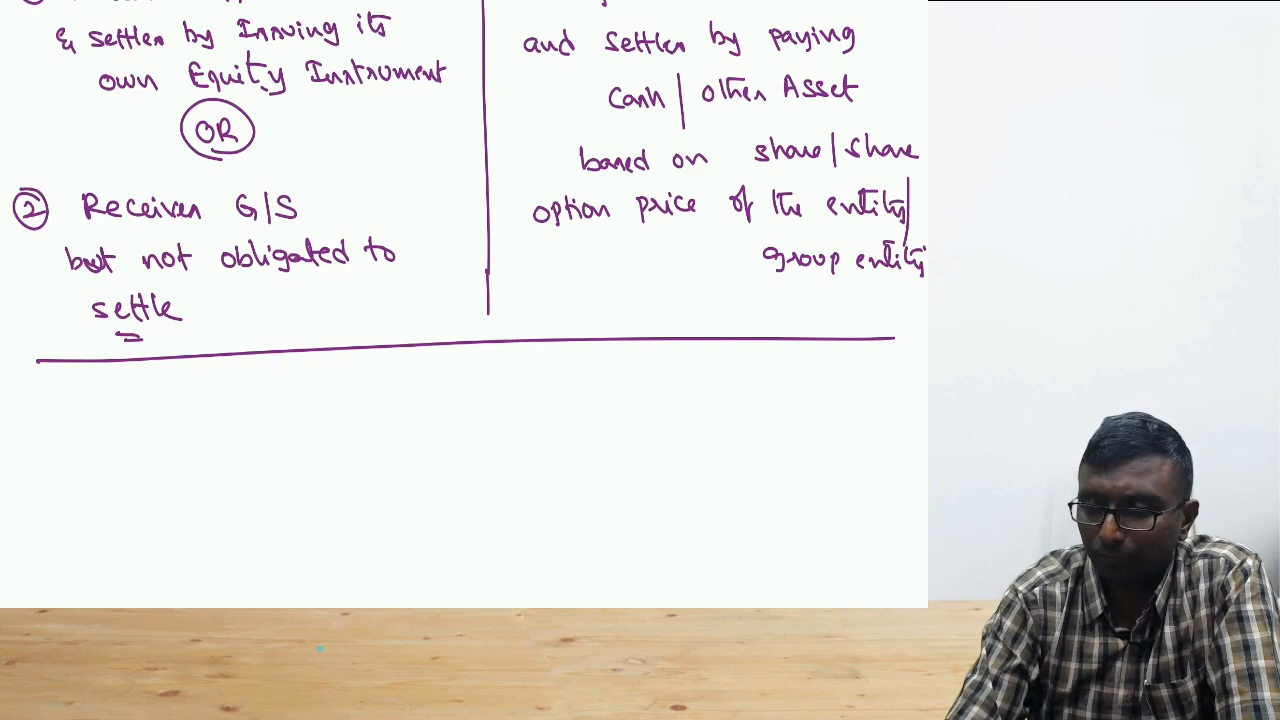 & settles by Issuing its
own Equity Instrument
OR
② Receives G/S
but not obligated to
settle
and settles by paying
Cash | other Asset
based on share/share
option price of the entity/
group entity